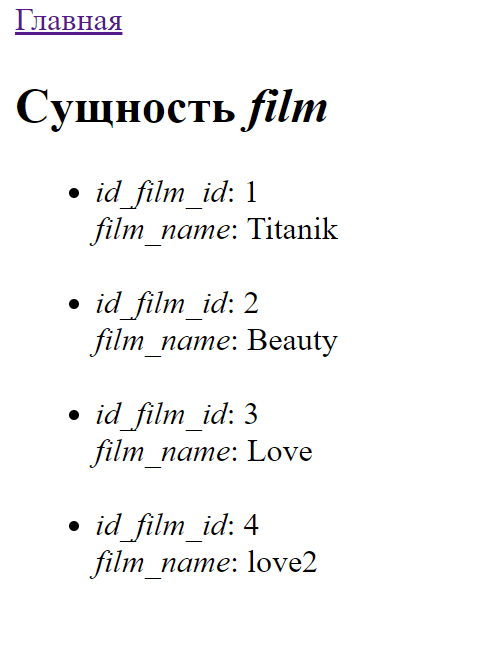 Главная
Сущность film
id_film_id: 1
film_name: Titanik
id_film_id: 2
film_name: Beauty
id_film_id: 3
film_name: Love
id_film_id: 4
film_name: love2